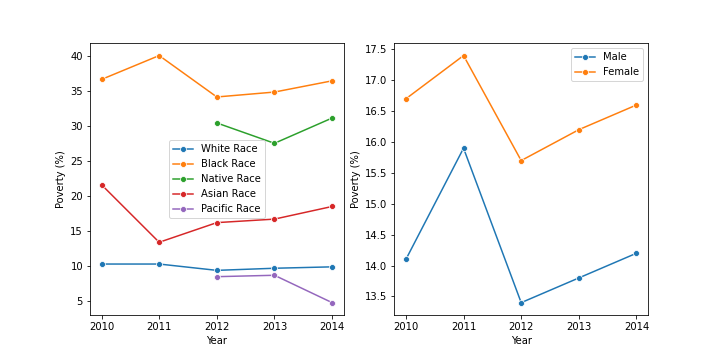 40
35
30
25
20
15
10
5
Poverty (%)
2010 2011 2012 2013 2014
Year
White Race
Black Race
Native Race
Asian Race
Pacific Race
17.5
17.0
16.5
16.0
15.5
15.0
14.5
14.0
13.5
Poverty (%)
2010 2011 2012 2013 2014
Year
Male
Female